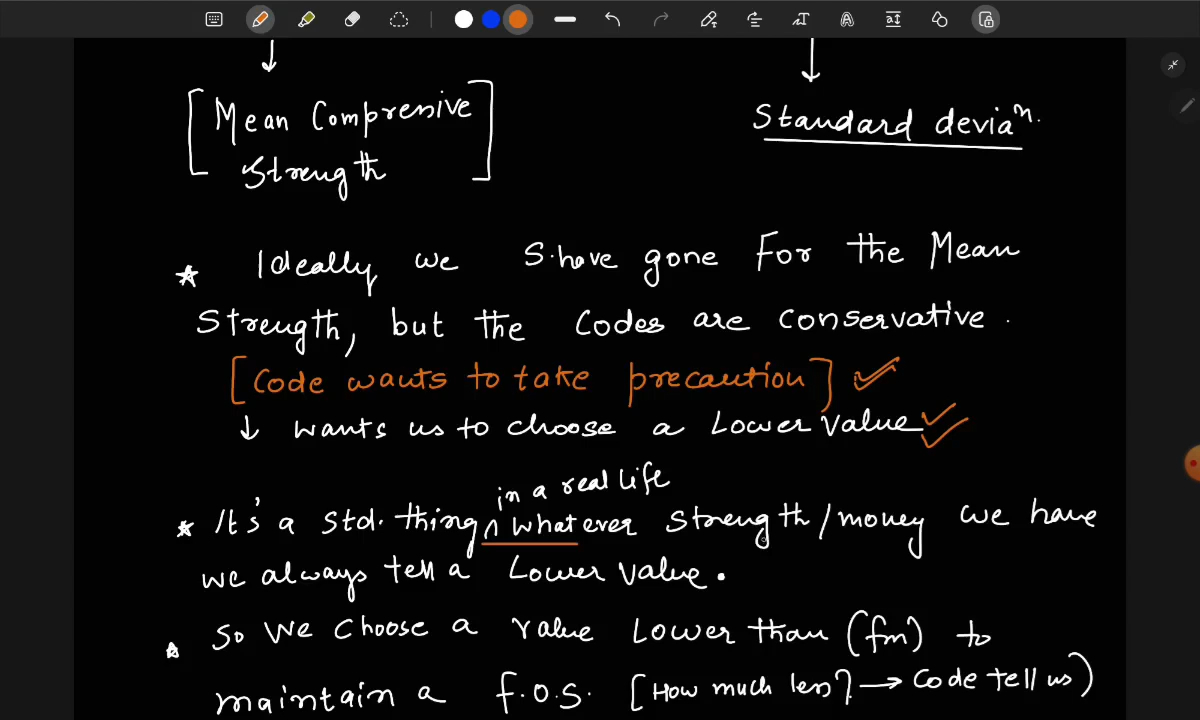 [Mean Compressive
Strength]
Standard deviaⁿ.
* Ideally we S.have gone For the Mean
Strength, but the Codes are conservative.
[Code wants to take precaution] ✓
↓ wants us to choose a Lower value ✓
in a real life
* It's a std. thing ∧ whatever strength/money we have
we always tell a Lower value.
* So We choose a value Lower than (fm) to
maintain a f.o.s. [How much less? → Code tell us)